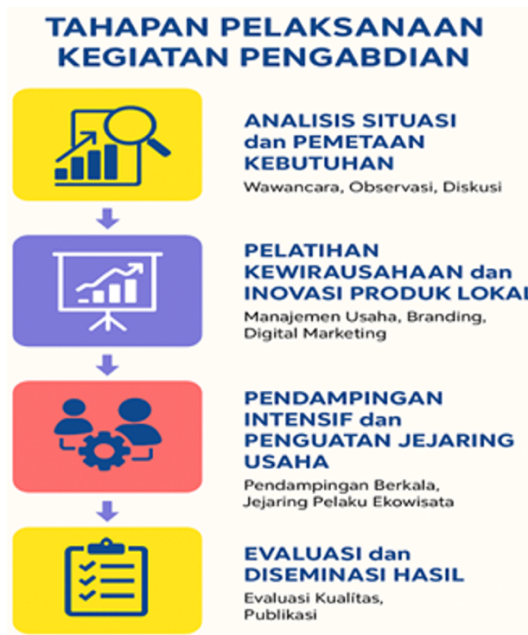 TAHAPAN PELAKSANAAN
KEGIATAN PENGABDIAN
ANALISIS SITUASI
dan PEMETAAN
KEBUTUHAN
Wawancara, Observasi, Diskusi
PELATIHAN
KEWIRAUSAHAAN dan
INOVASI PRODUK LOKAL
Manajemen Usaha, Branding,
Digital Marketing
PENDAMPINGAN
INTENSIF dan
PENGUATAN JEJARING
USAHA
Pendampingan Berkala,
Jejaring Pelaku Ekowisata
EVALUASI dan
DISEMINASI HASIL
Evaluasi Kualítas,
Publikasi